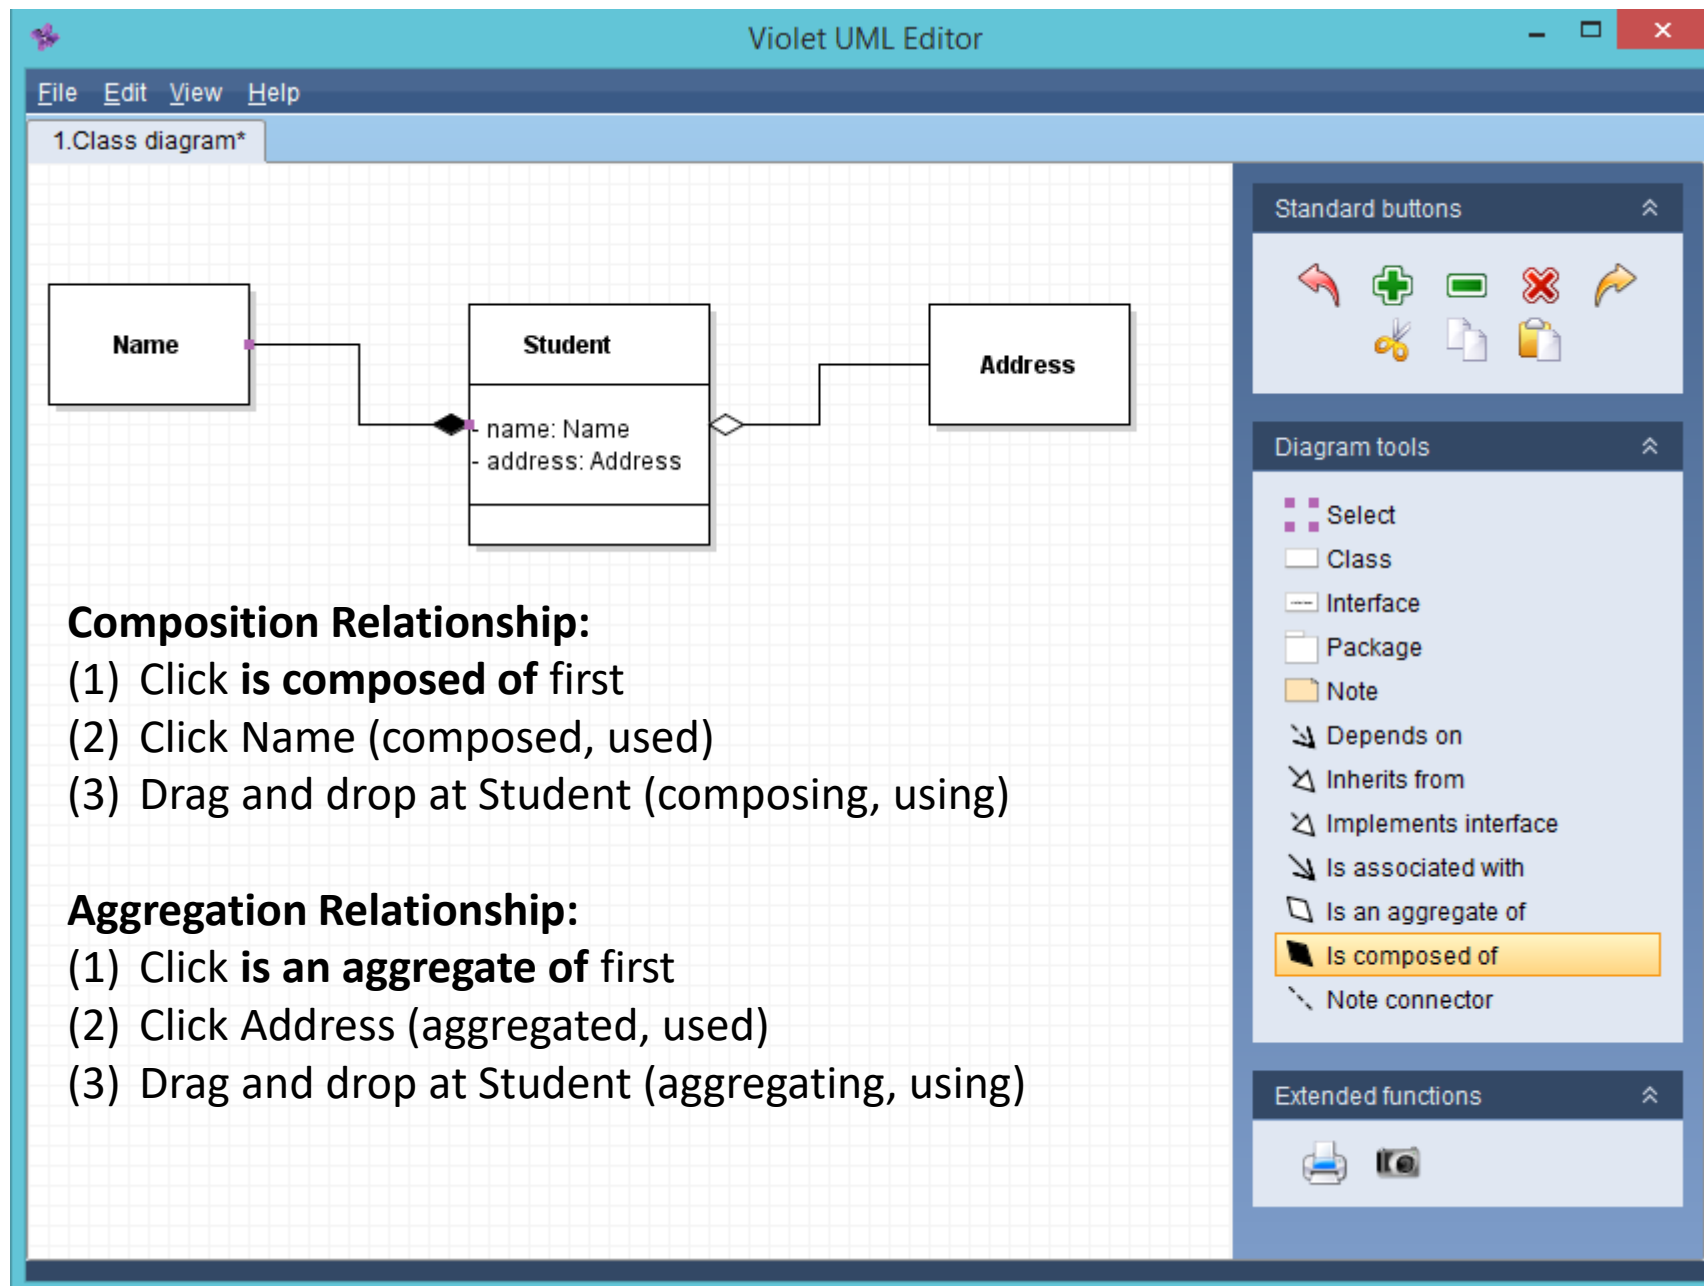 Violet UML Editor
File Edit View Help
1.Class diagram*
Name
Student
- name: Name
- address: Address
Address
Composition Relationship:
(1) Click is composed of first
(2) Click Name (composed, used)
(3) Drag and drop at Student (composing, using)
Aggregation Relationship:
(1) Click is an aggregate of first
(2) Click Address (aggregated, used)
(3) Drag and drop at Student (aggregating, using)
Standard buttons
Diagram tools
Select
Class
Interface
Package
Note
Depends on
Inherits from
Implements interface
Is associated with
Is an aggregate of
Is composed of
Note connector
Extended functions